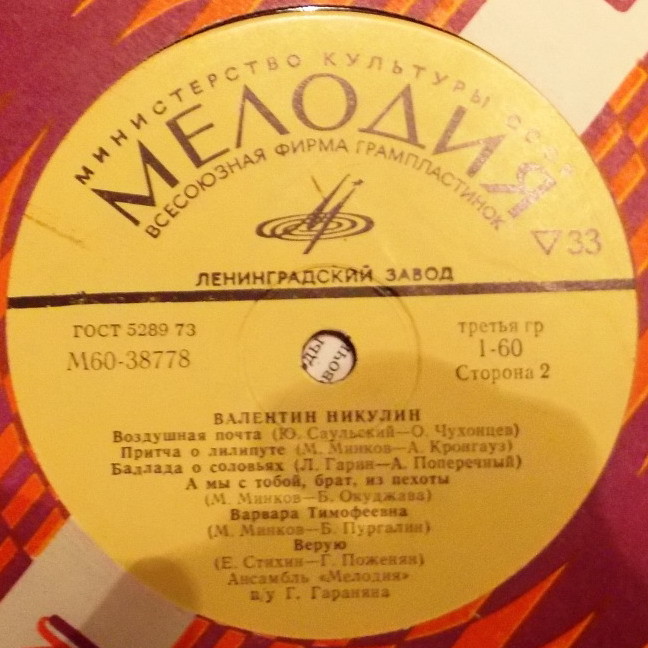 МИНИСТЕРСТВО КУЛЬТУРЫ СССР
МЕЛОДИЯ
ВСЕСОЮЗНАЯ ФИРМА ГРАМПЛАСТИНОК
33
ЛЕНИНГРАДСКИЙ ЗАВОД
ГОСТ 5289 73
М60-38778
третья гр
1-60
Сторона 2
ВАЛЕНТИН НИКУЛИН
Воздушная почта (Ю. Саульский—О. Чухонцев)
Притча о лилипуте (М. Минков—А. Кронгауз)
Баллада о соловьях (Л. Гарин—А. Поперечный)
А мы с тобой, брат, из пехоты
(М. Минков—Б. Окуджава)
Варвара Тимофеевна
(М. Минков—Б. Пургалин)
Верую
(Е. Стихин—Г. Поженян)
Ансамбль «Мелодия»
п/у Г. Гараняна